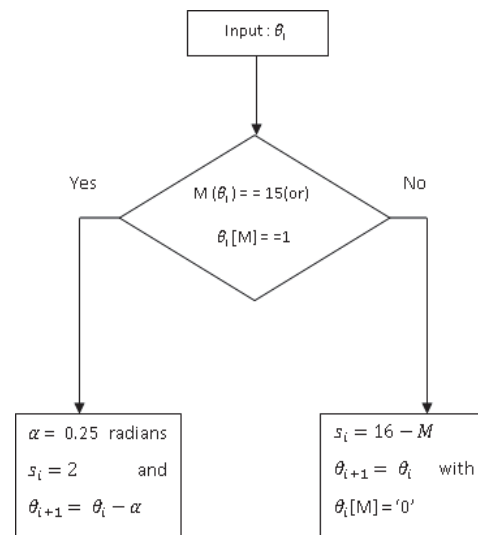 Input: θᵢ
M (θᵢ) = = 15(or)
θᵢ [M] = =1
Yes
No
α = 0.25 radians
sᵢ = 2 and
θᵢ₊₁ = θᵢ − α
sᵢ = 16 − M
θᵢ₊₁ = θᵢ with
θᵢ[M] = ‘0’